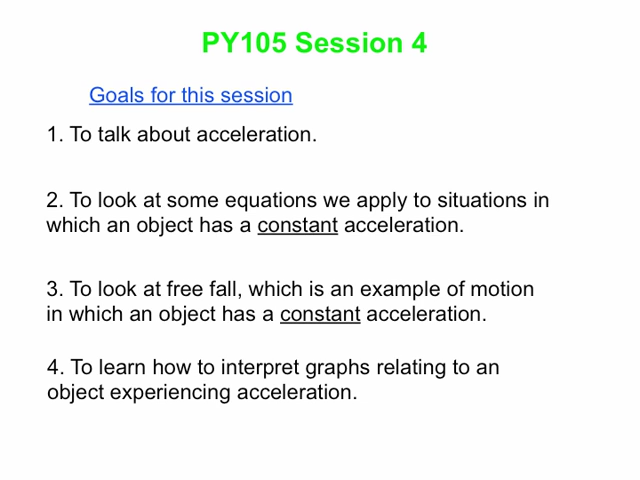 PY105 Session 4
Goals for this session
1. To talk about acceleration.
2. To look at some equations we apply to situations in
which an object has a constant acceleration.
3. To look at free fall, which is an example of motion
in which an object has a constant acceleration.
4. To learn how to interpret graphs relating to an
object experiencing acceleration.